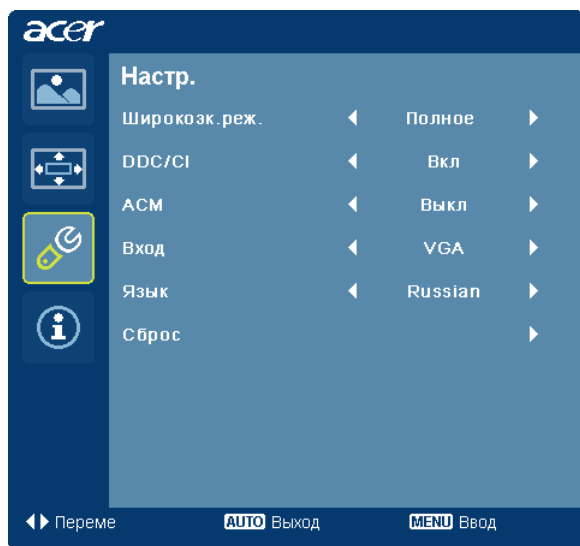 acer
Настр.
Широкоэк.реж. Полное
DDC/CI Вкл
ACM Выкл
Вход VGA
Язык Russian
Сброс
Переме AUTO Выход MENU Ввод